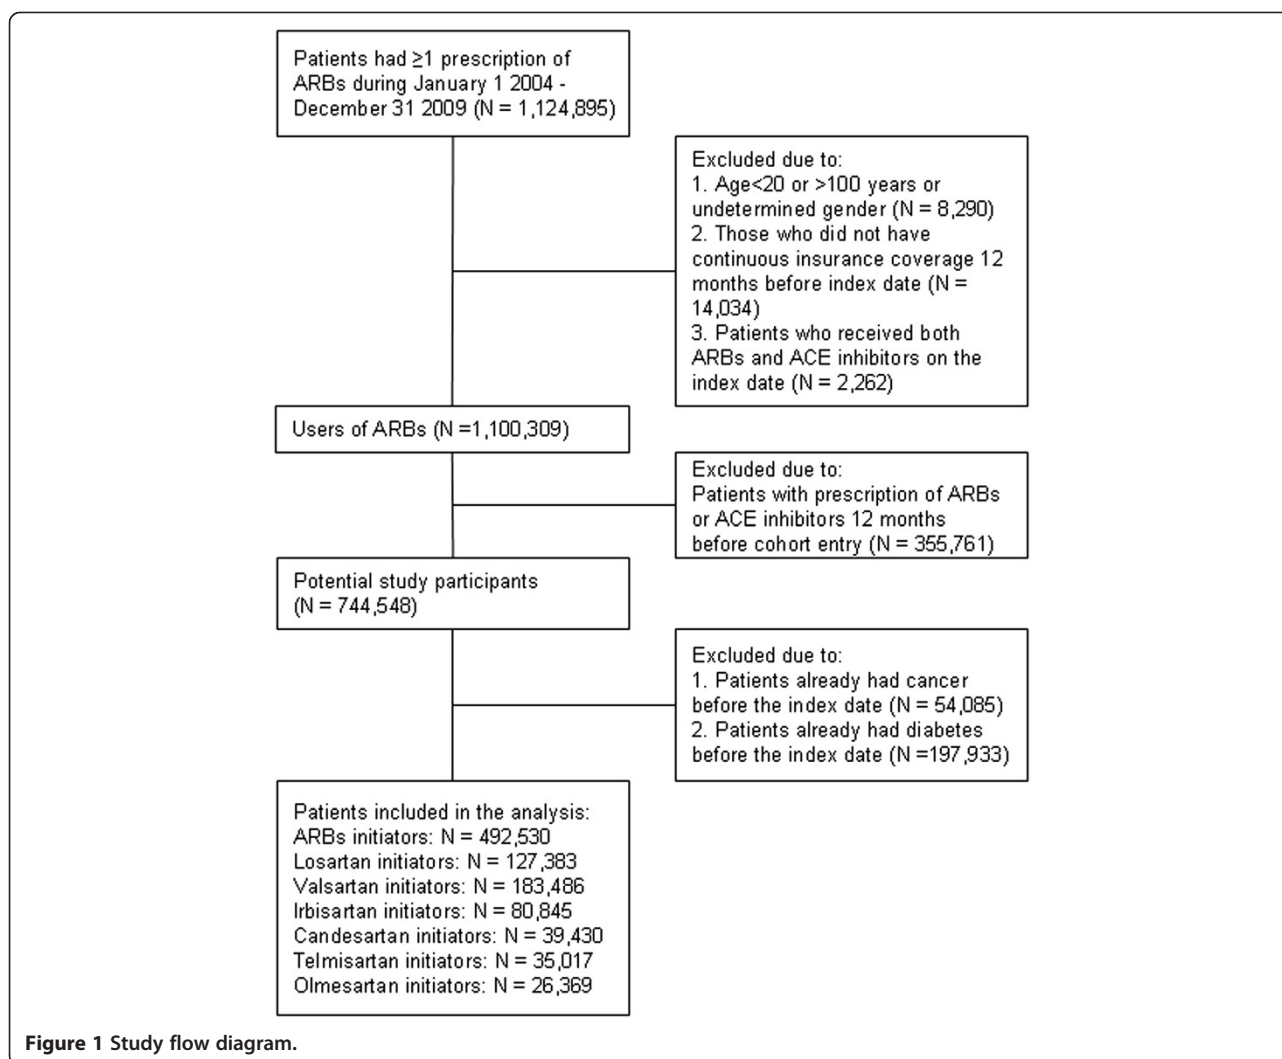 Patients had ≥1 prescription of
ARBs during January 1 2004 -
December 31 2009 (N = 1,124,895)
Excluded due to:
1. Age<20 or >100 years or
undetermined gender (N = 8,290)
2. Those who did not have
continuous insurance coverage 12
months before index date (N =
14,034)
3. Patients who received both
ARBs and ACE inhibitors on the
index date (N = 2,262)
Users of ARBs (N =1,100,309)
Excluded due to:
Patients with prescription of ARBs
or ACE inhibitors 12 months
before cohort entry (N = 355,761)
Potential study participants
(N = 744,548)
Excluded due to:
1. Patients already had cancer
before the index date (N = 54,085)
2. Patients already had diabetes
before the index date (N =197,933)
Patients included in the analysis:
ARBs initiators: N = 492,530
Losartan initiators: N = 127,383
Valsartan initiators: N = 183,486
Irbisartan initiators: N = 80,845
Candesartan initiators: N = 39,430
Telmisartan initiators: N = 35,017
Olmesartan initiators: N = 26,369
Figure 1 Study flow diagram.